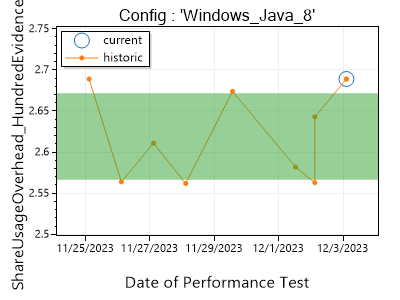 Config : 'Windows_Java_8'
current
historic
2.75
2.7
2.65
2.6
2.55
2.5
ShareUsageOverhead_HundredEvidence
11/25/2023
11/27/2023
11/29/2023
12/1/2023
12/3/2023
Date of Performance Test